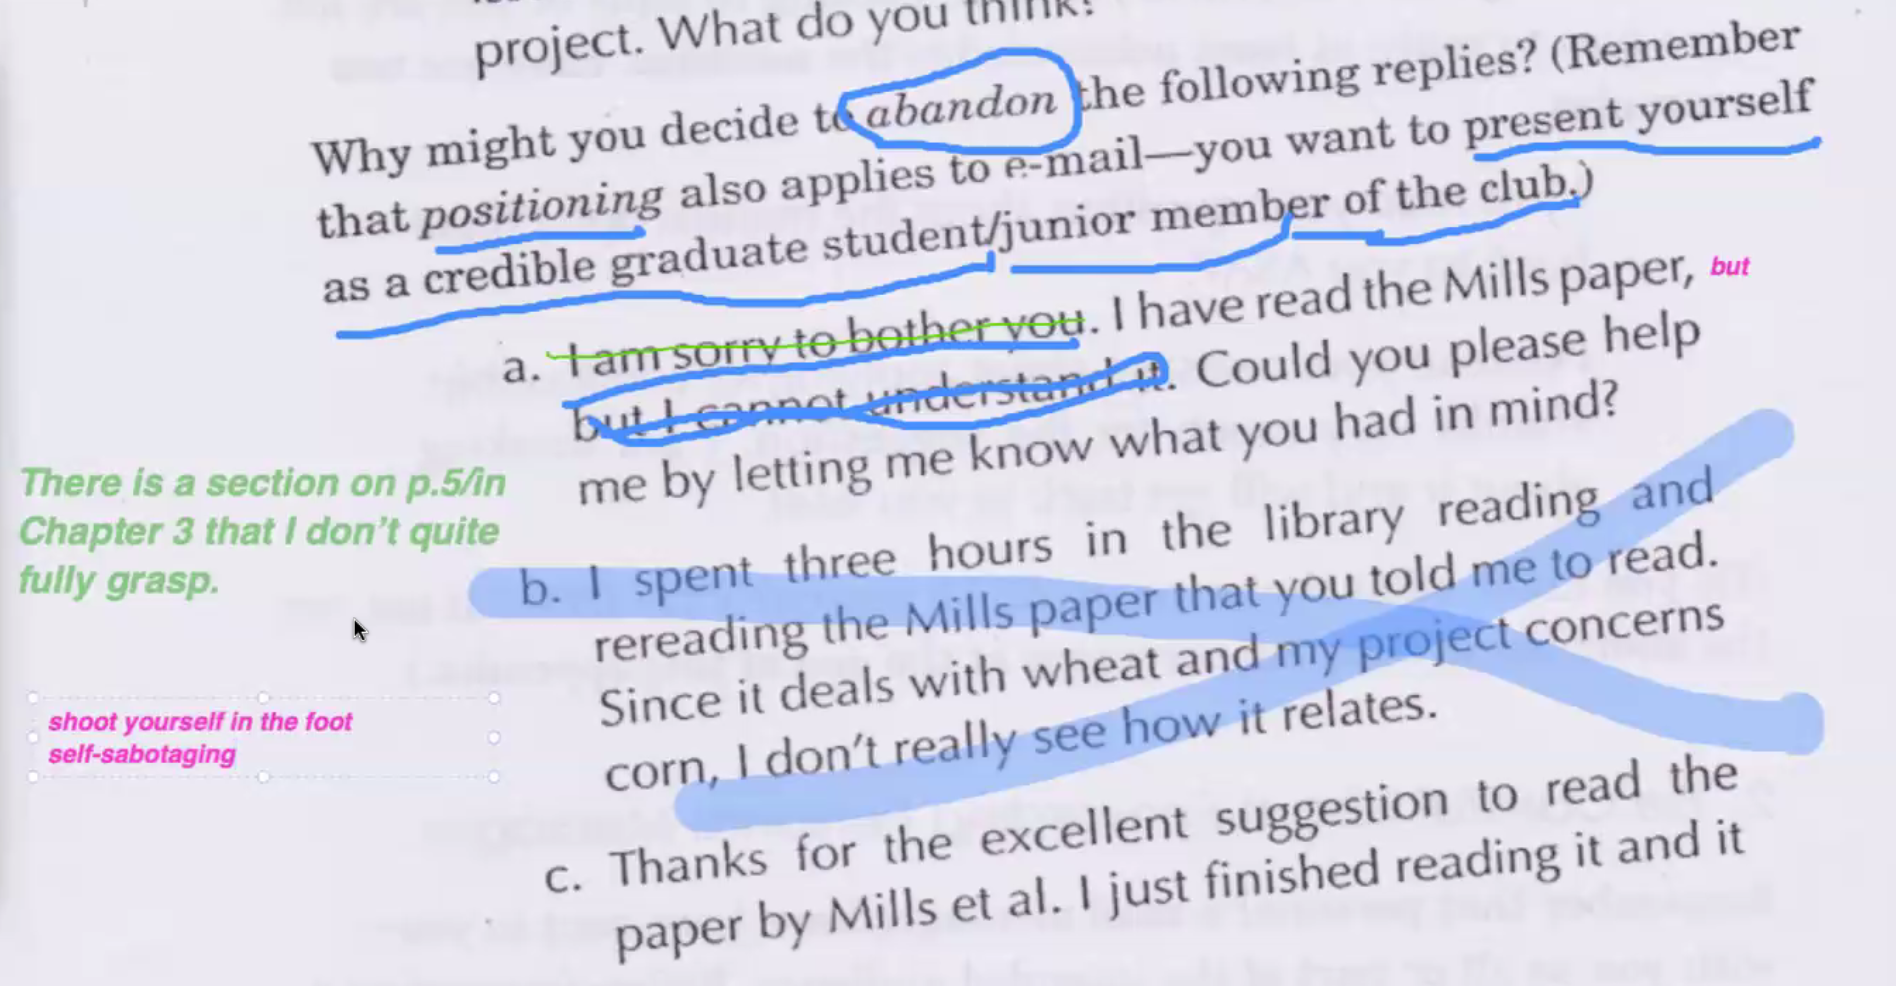 project. What do you think?
Why might you decide to abandon the following replies? (Remember
that positioning also applies to e-mail—you want to present yourself
as a credible graduate student/junior member of the club.)
a. I am sorry to bother you. I have read the Mills paper, but
but I cannot understand it. Could you please help
me by letting me know what you had in mind?
There is a section on p.5/in
Chapter 3 that I don't quite
fully grasp.
b. I spent three hours in the library reading and
rereading the Mills paper that you told me to read.
Since it deals with wheat and my project concerns
corn, I don't really see how it relates.
shoot yourself in the foot
self-sabotaging
c. Thanks for the excellent suggestion to read the
paper by Mills et al. I just finished reading it and it